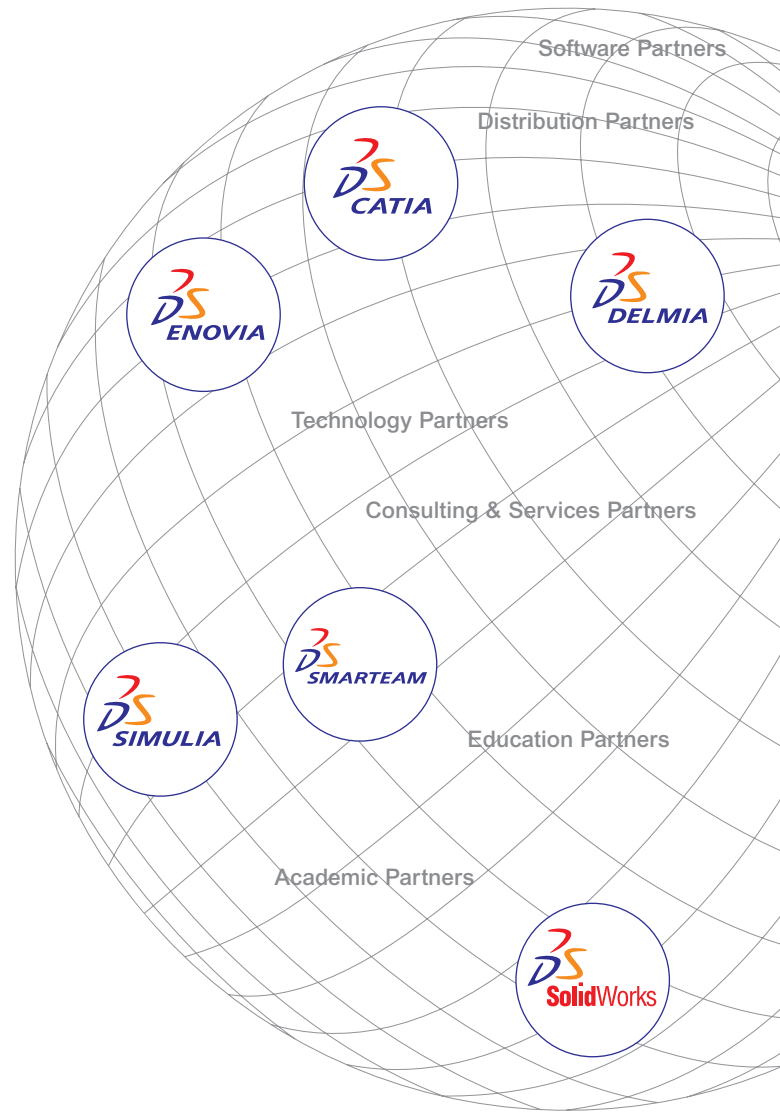 Software Partners
Distribution Partners
CATIA
ENOVIA
DELMIA
Technology Partners
Consulting & Services Partners
SMARTEAM
SIMULIA
Education Partners
Academic Partners
SolidWorks